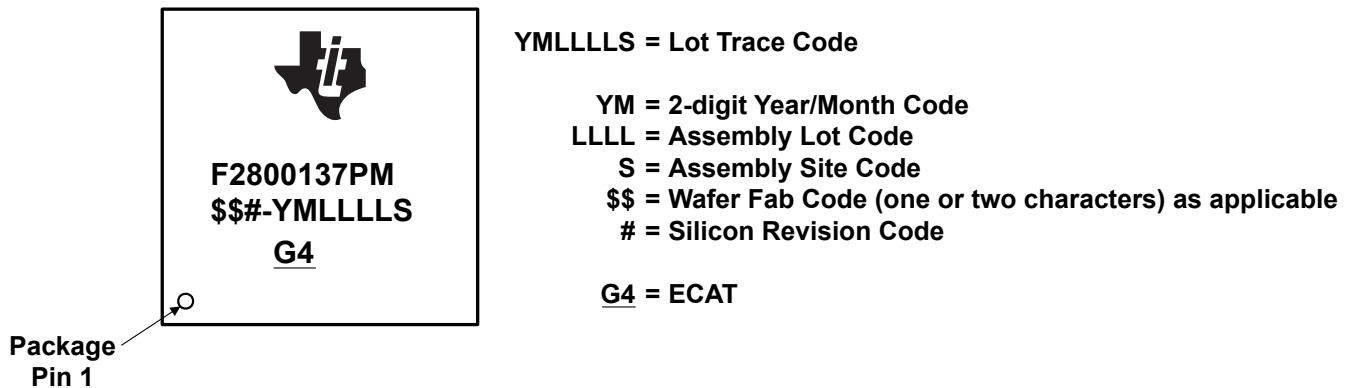 F2800137PM
$$#-YMLLLLS
G4
Package
Pin 1
YMLLLLS = Lot Trace Code
YM = 2-digit Year/Month Code
LLLL = Assembly Lot Code
S = Assembly Site Code
$$ = Wafer Fab Code (one or two characters) as applicable
# = Silicon Revision Code
G4 = ECAT